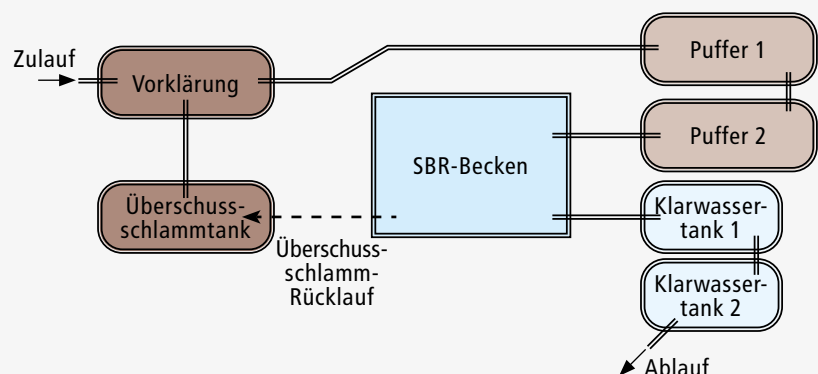 Zulauf
Vorklärung
Puffer 1
Puffer 2
SBR-Becken
Überschuss-
schlammtank
Überschuss-
schlamm-
Rücklauf
Klarwasser-
tank 1
Klarwasser-
tank 2
Ablauf